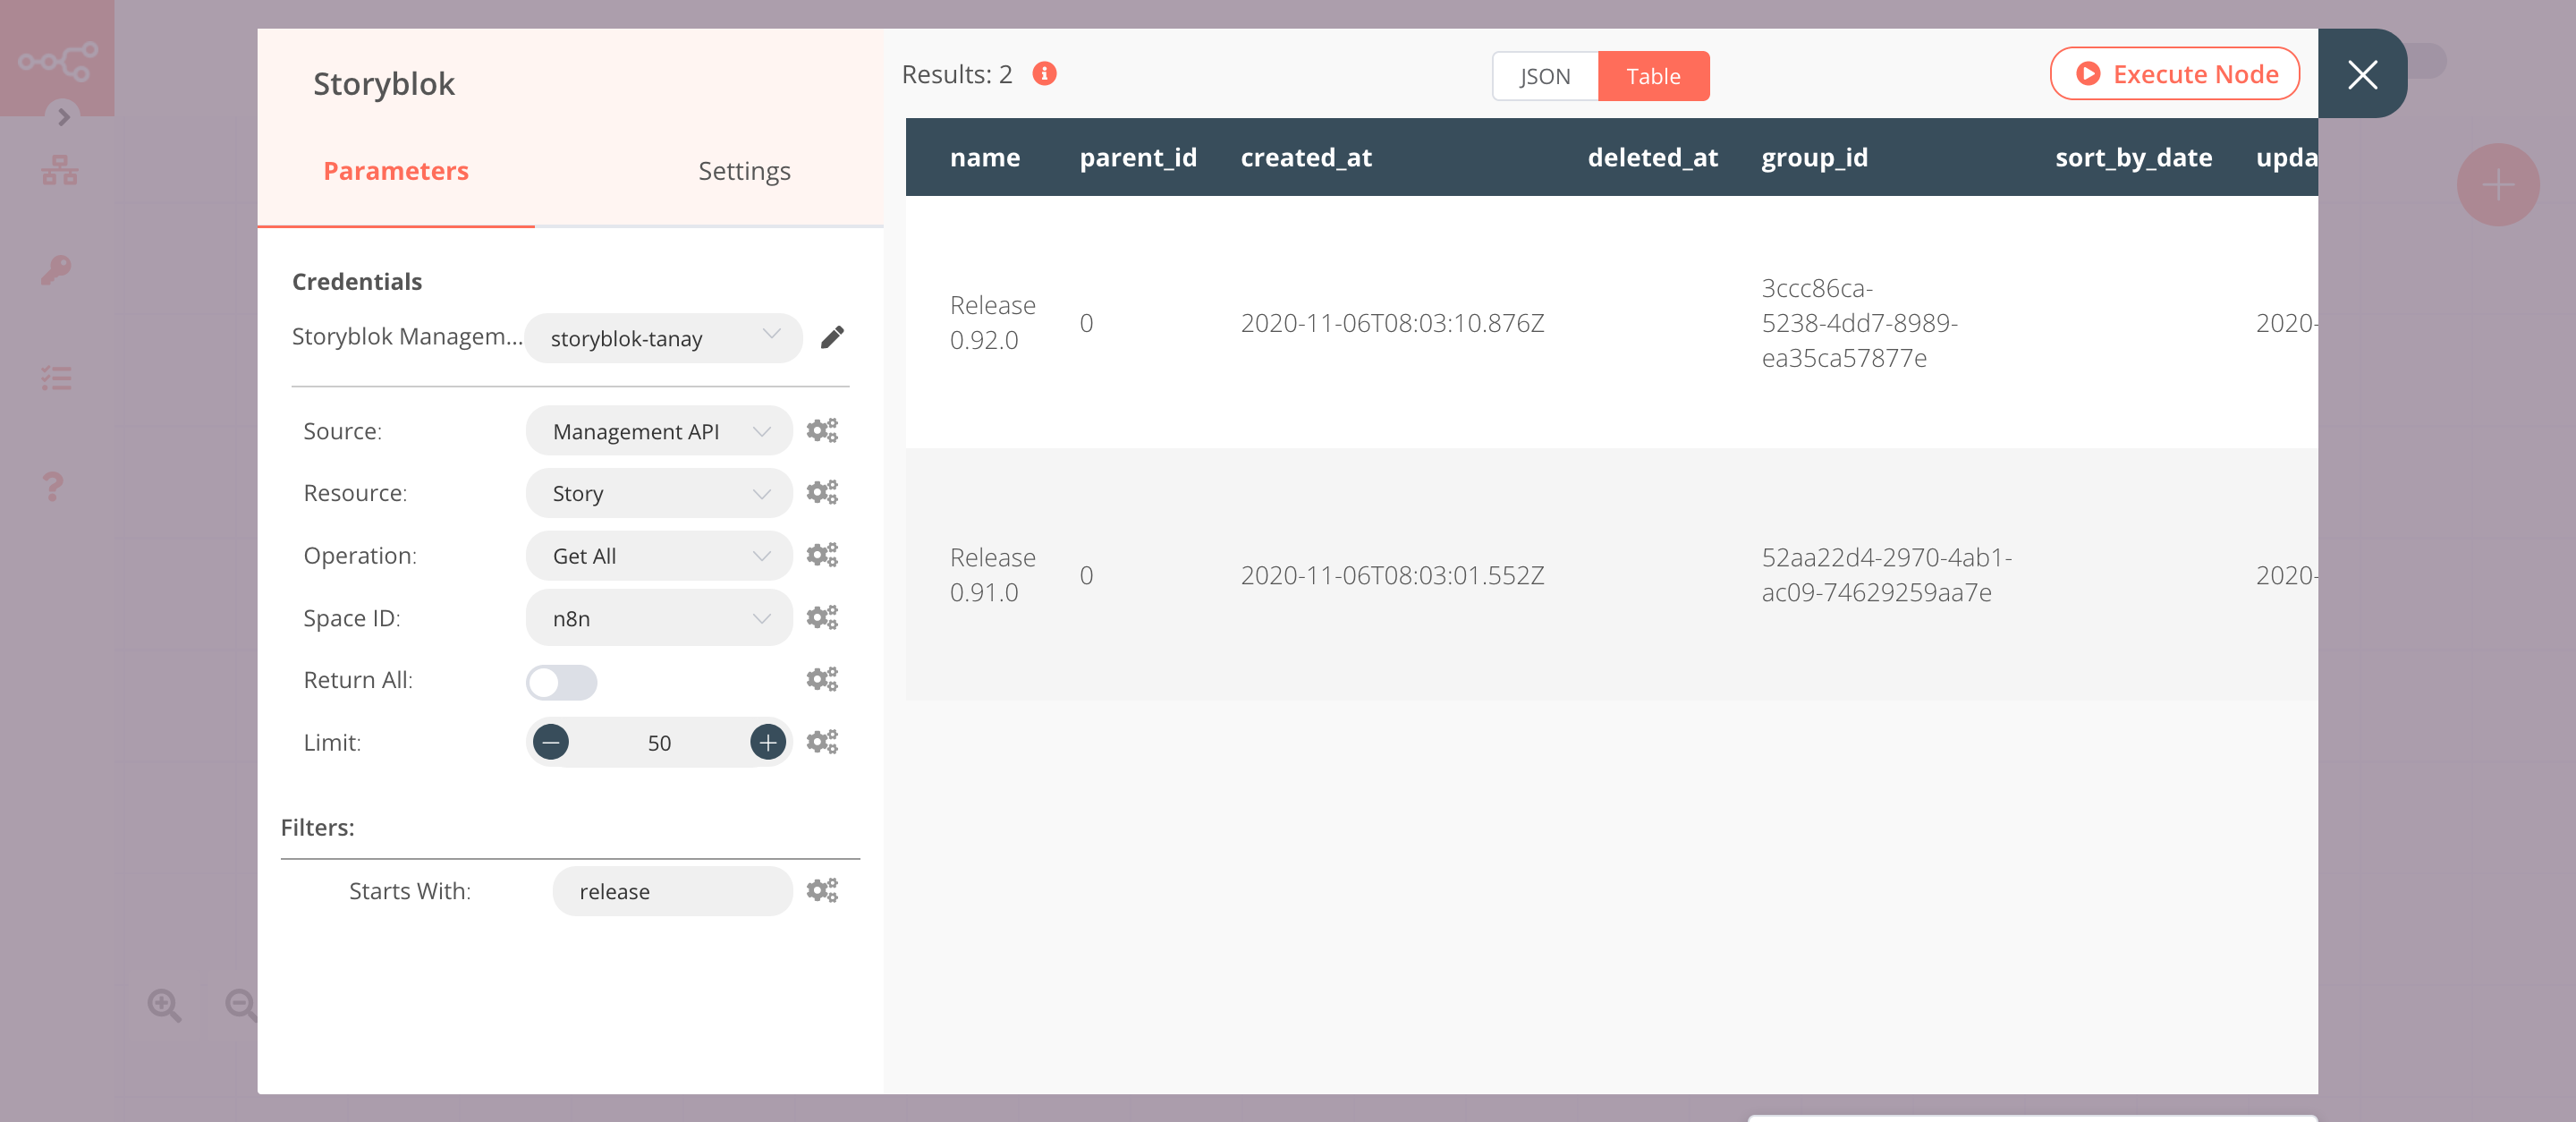 Storyblok
Parameters
Settings
Credentials
Storyblok Managem...
storyblok-tanay
Source:
Management API
Resource:
Story
Operation:
Get All
Space ID:
n8n
Return All:
Limit:
50
Filters:
Starts With:
release
Results: 2
JSON
Table
Execute Node
name parent_id created_at deleted_at group_id sort_by_date upda
Release
0.92.0
0
2020-11-06T08:03:10.876Z
3ccc86ca-
5238-4dd7-8989-
ea35ca57877e
2020-
Release
0.91.0
0
2020-11-06T08:03:01.552Z
52aa22d4-2970-4ab1-
ac09-74629259aa7e
2020-